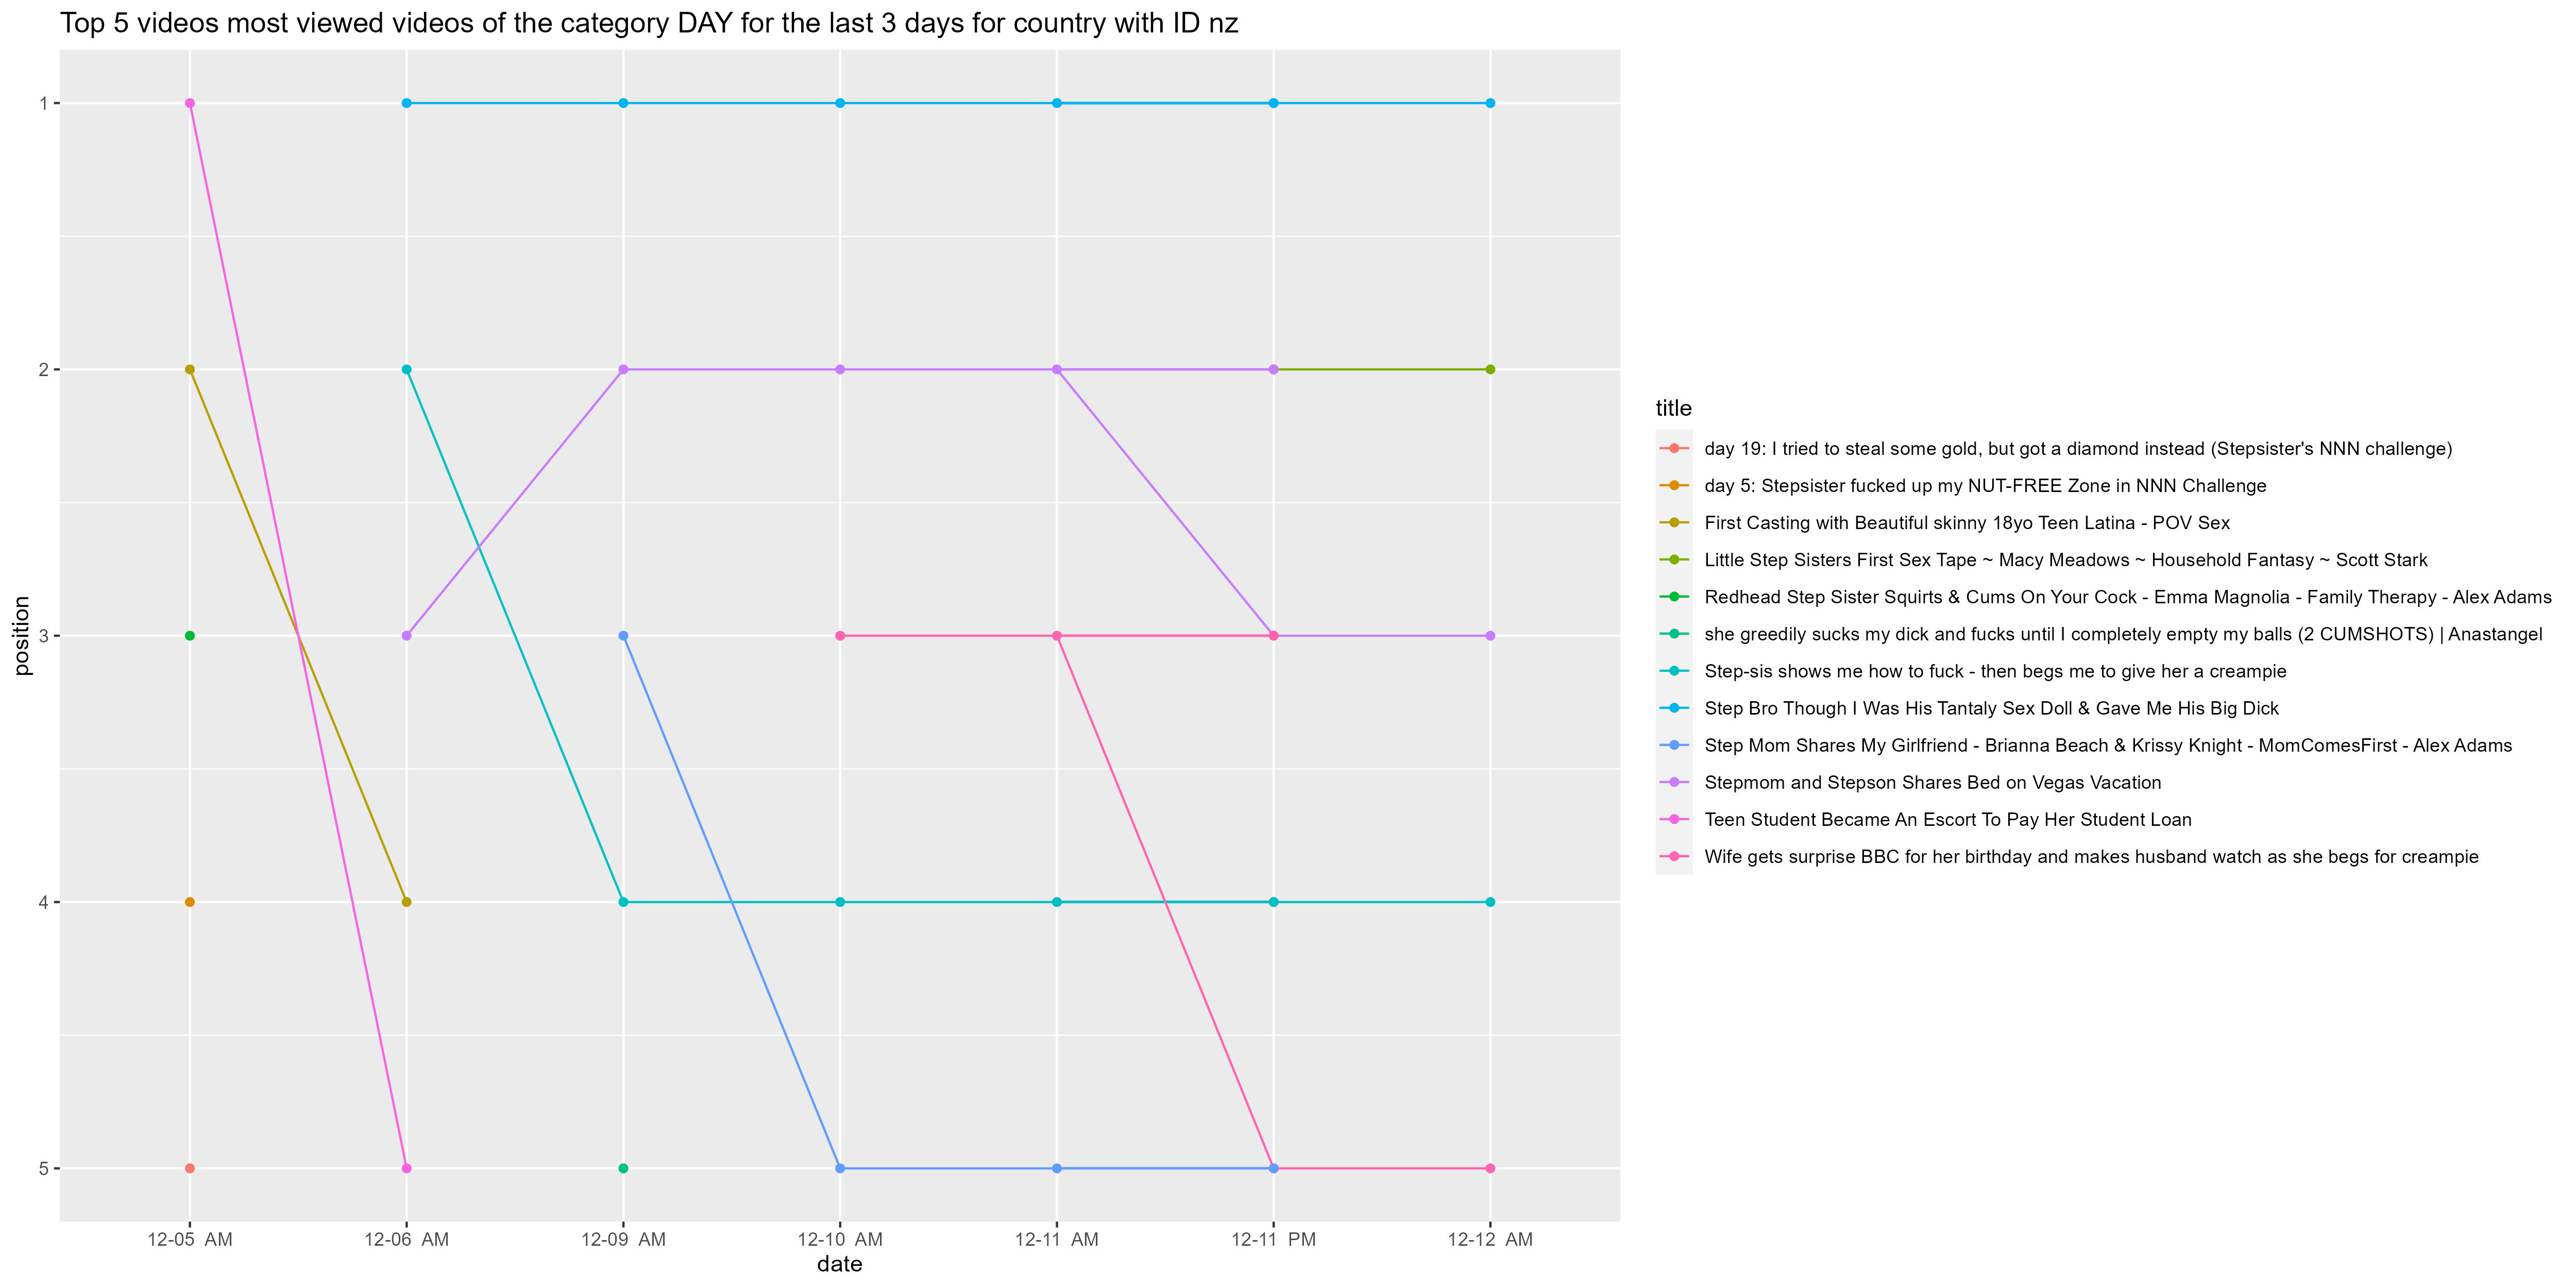 Top 5 videos most viewed videos of the category DAY for the last 3 days for country with ID nz
position
1
2
3
4
5
12-05 AM
12-06 AM
12-09 AM
12-10 AM
12-11 AM
12-11 PM
12-12 AM
date
title
day 19: I tried to steal some gold, but got a diamond instead (Stepsister's NNN challenge)
day 5: Stepsister fucked up my NUT-FREE Zone in NNN Challenge
First Casting with Beautiful skinny 18yo Teen Latina - POV Sex
Little Step Sisters First Sex Tape ~ Macy Meadows ~ Household Fantasy ~ Scott Stark
Redhead Step Sister Squirts & Cums On Your Cock - Emma Magnolia - Family Therapy - Alex Adams
she greedily sucks my dick and fucks until I completely empty my balls (2 CUMSHOTS) | Anastangel
Step-sis shows me how to fuck - then begs me to give her a creampie
Step Bro Though I Was His Tantaly Sex Doll & Gave Me His Big Dick
Step Mom Shares My Girlfriend - Brianna Beach & Krissy Knight - MomComesFirst - Alex Adams
Stepmom and Stepson Shares Bed on Vegas Vacation
Teen Student Became An Escort To Pay Her Student Loan
Wife gets surprise BBC for her birthday and makes husband watch as she begs for creampie